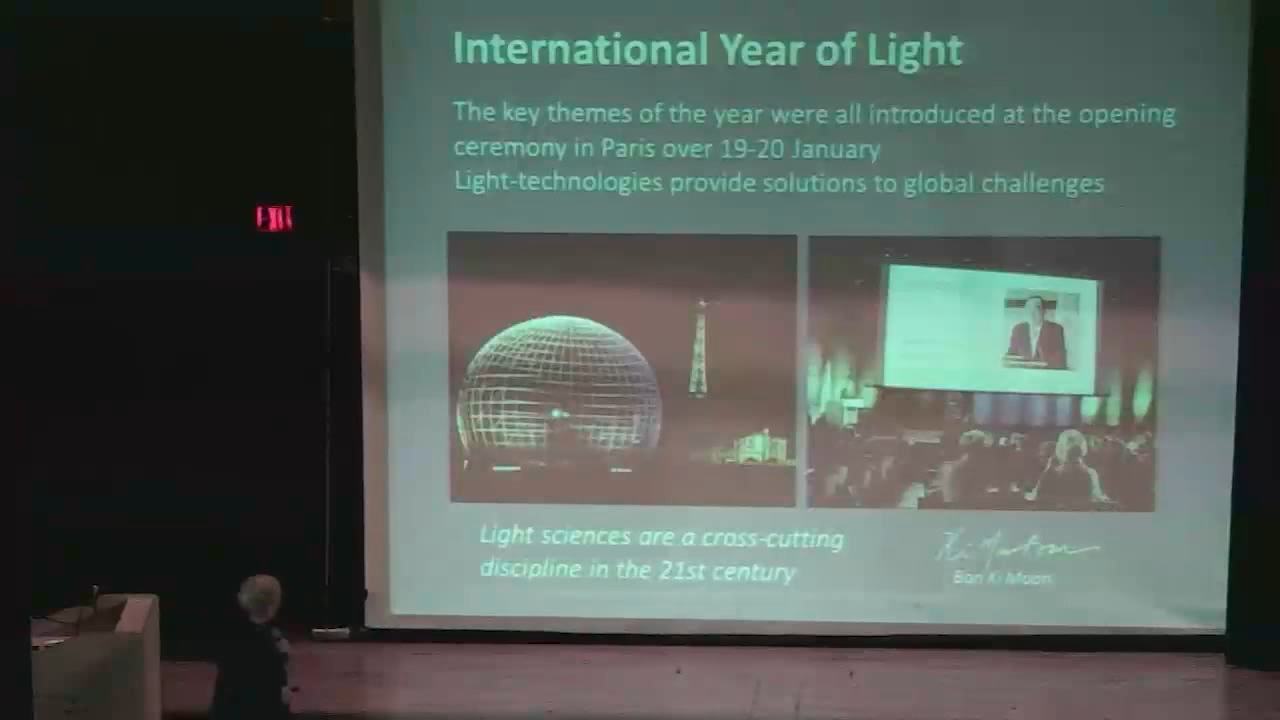 International Year of Light
The key themes of the year were all introduced at the opening
ceremony in Paris over 19-20 January
Light-technologies provide solutions to global challenges
Light sciences are a cross-cutting
discipline in the 21st century
Ban Ki Moon